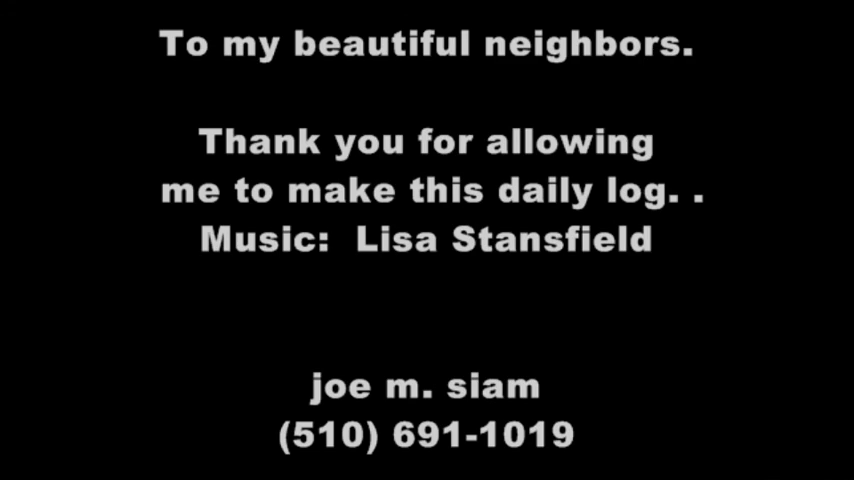 To my beautiful neighbors.
Thank you for allowing
me to make this daily log. .
Music:  Lisa Stansfield
joe m. siam
(510) 691-1019